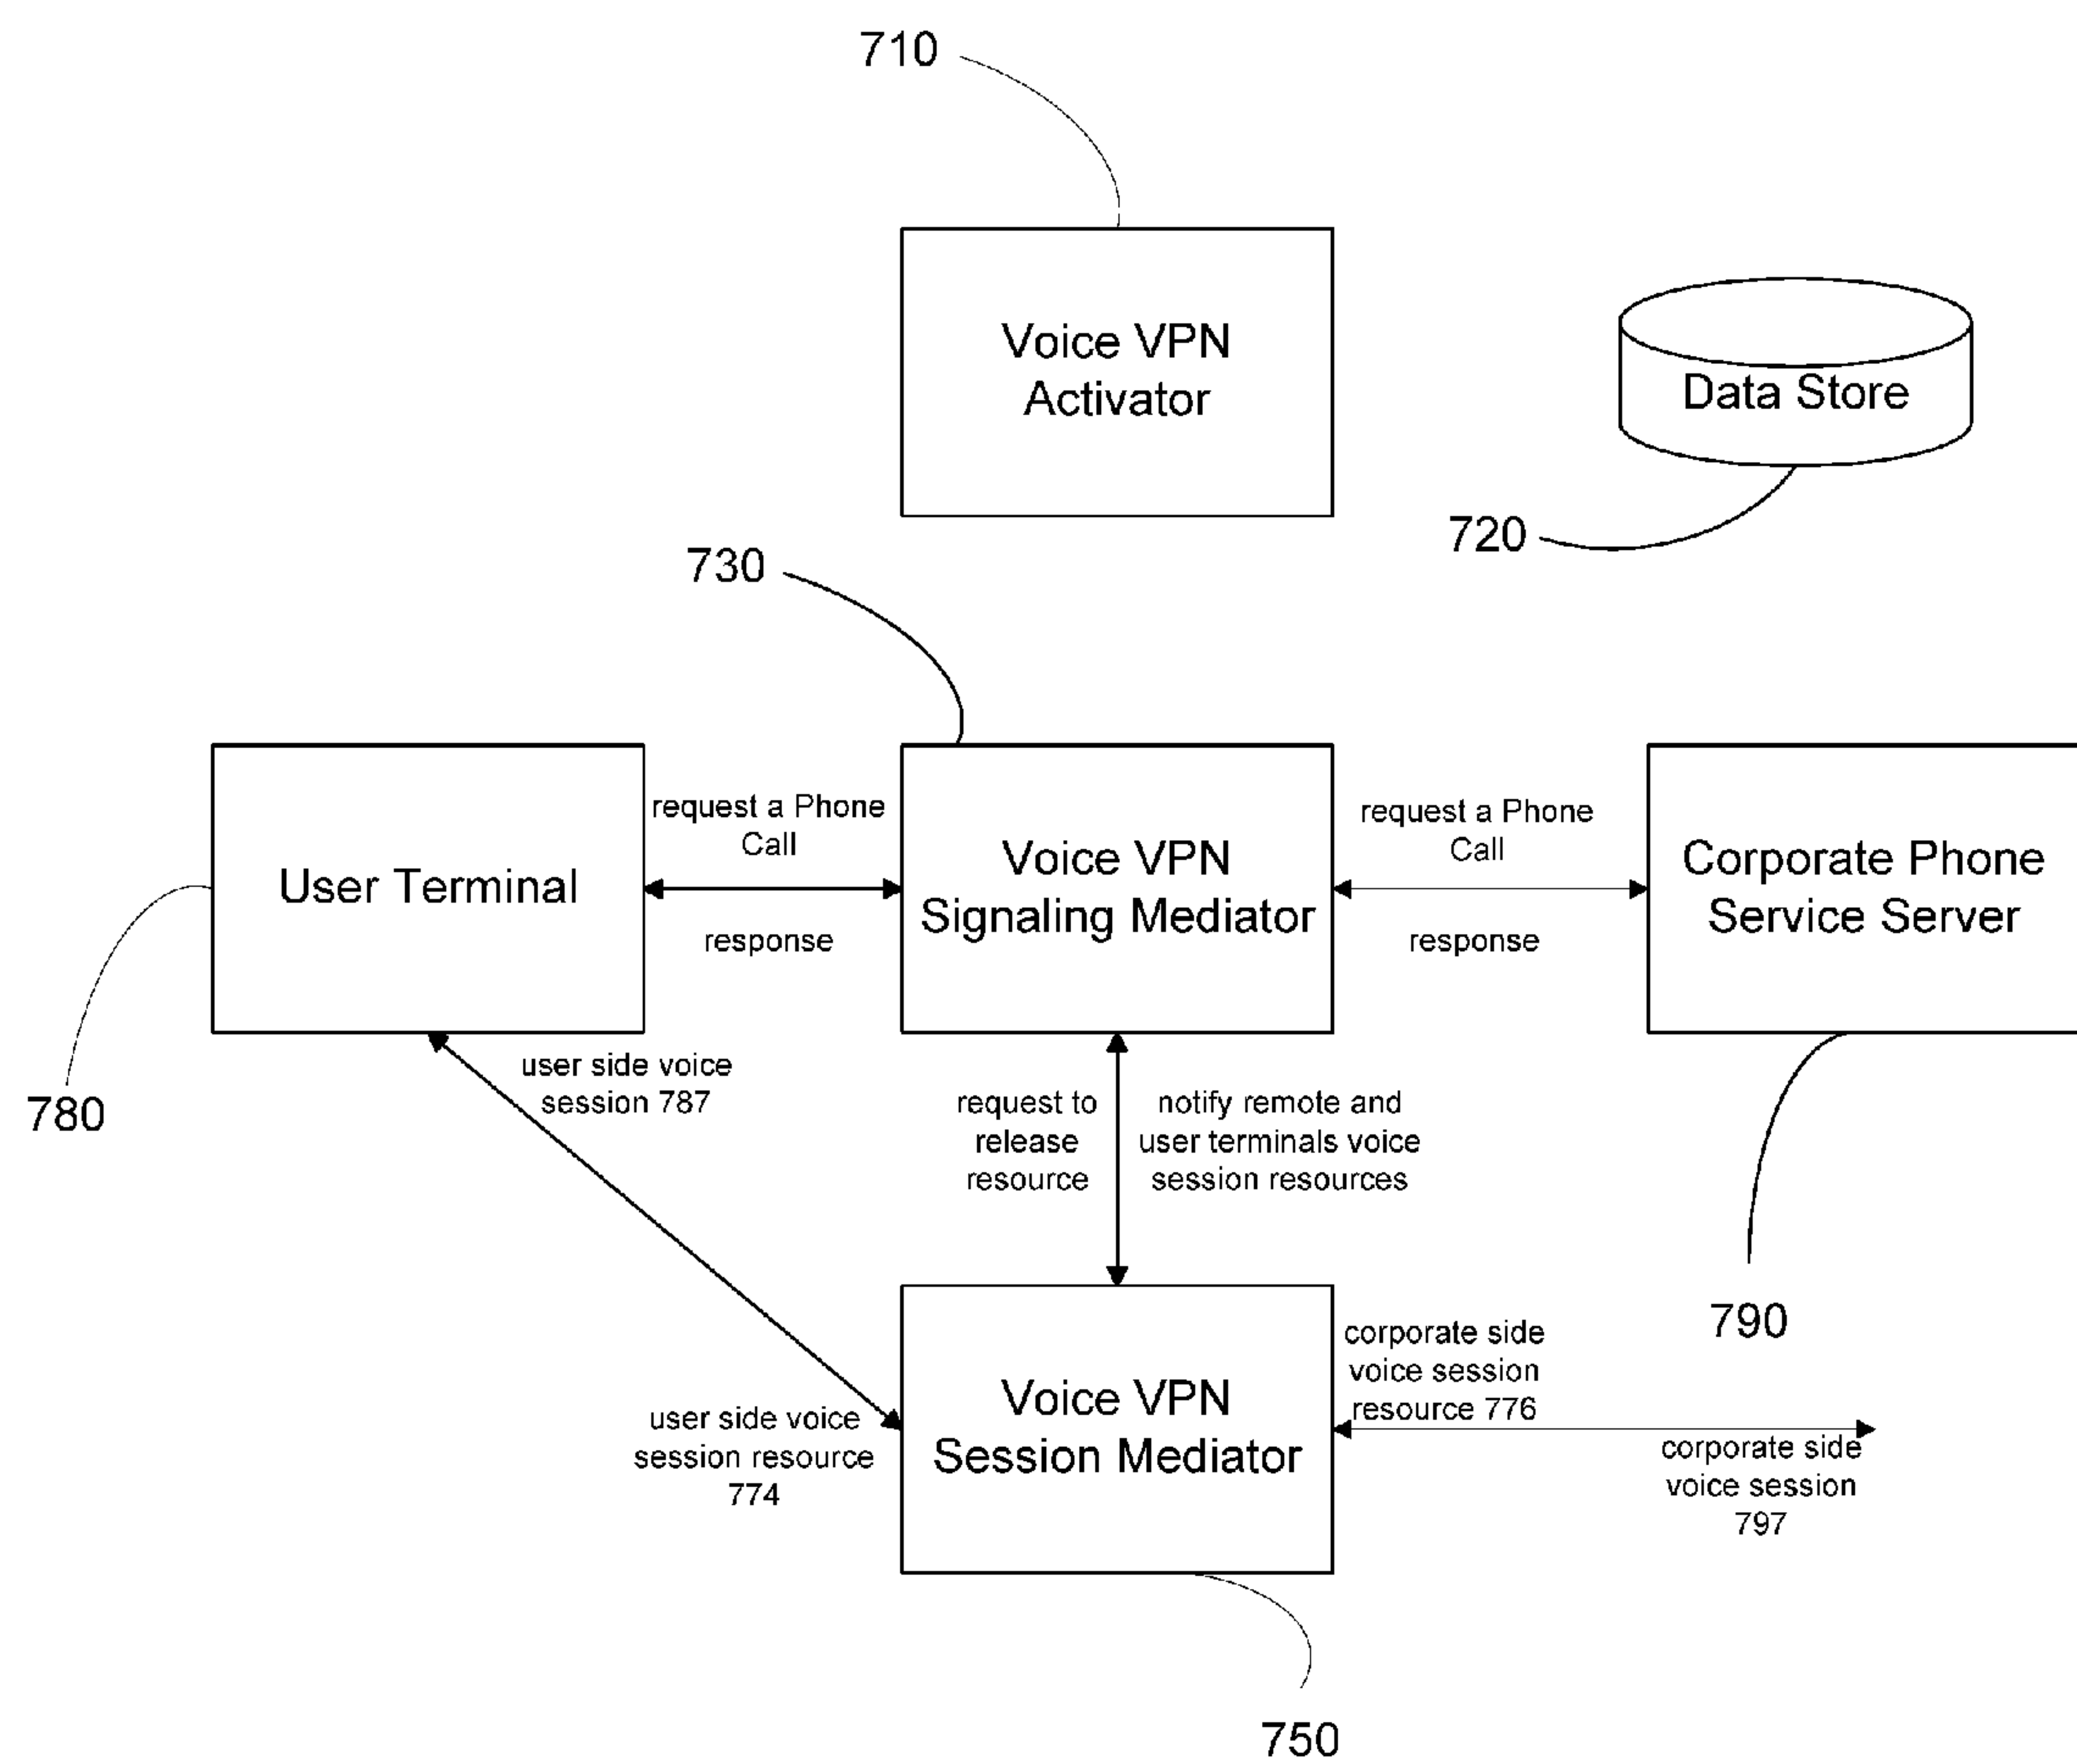 710
Voice VPN
Activator
Data Store
720
730
User Terminal
request a Phone
Call
response
Voice VPN
Signaling Mediator
request a Phone
Call
response
Corporate Phone
Service Server
780
user side voice
session 787
request to
release
resource
notify remote and
user terminals voice
session resources
790
user side voice
session resource
774
Voice VPN
Session Mediator
corporate side
voice session
resource 776
corporate side
voice session
797
750